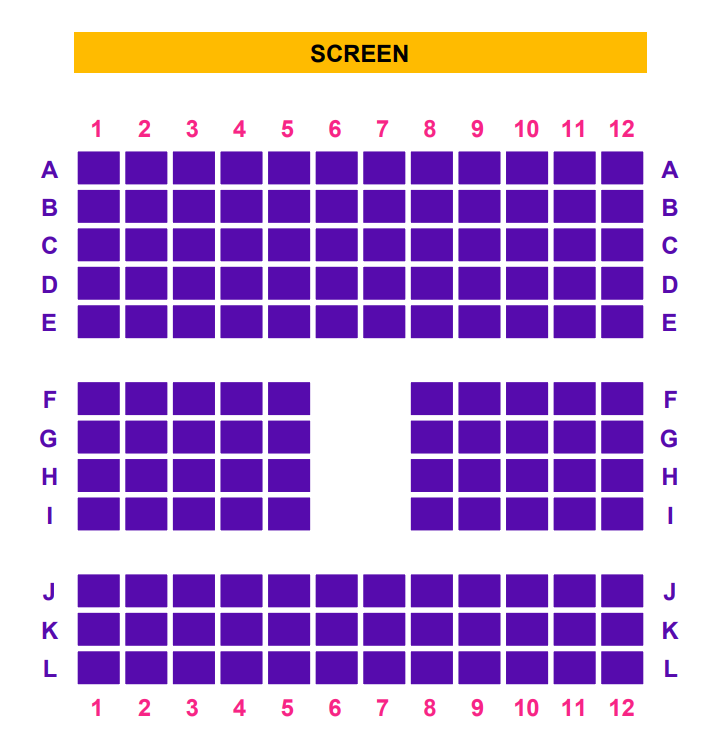 SCREEN
1 2 3 4 5 6 7 8 9 10 11 12
A A
B B
C C
D D
E E
F F
G G
H H
I I
J J
K K
L L
1 2 3 4 5 6 7 8 9 10 11 12